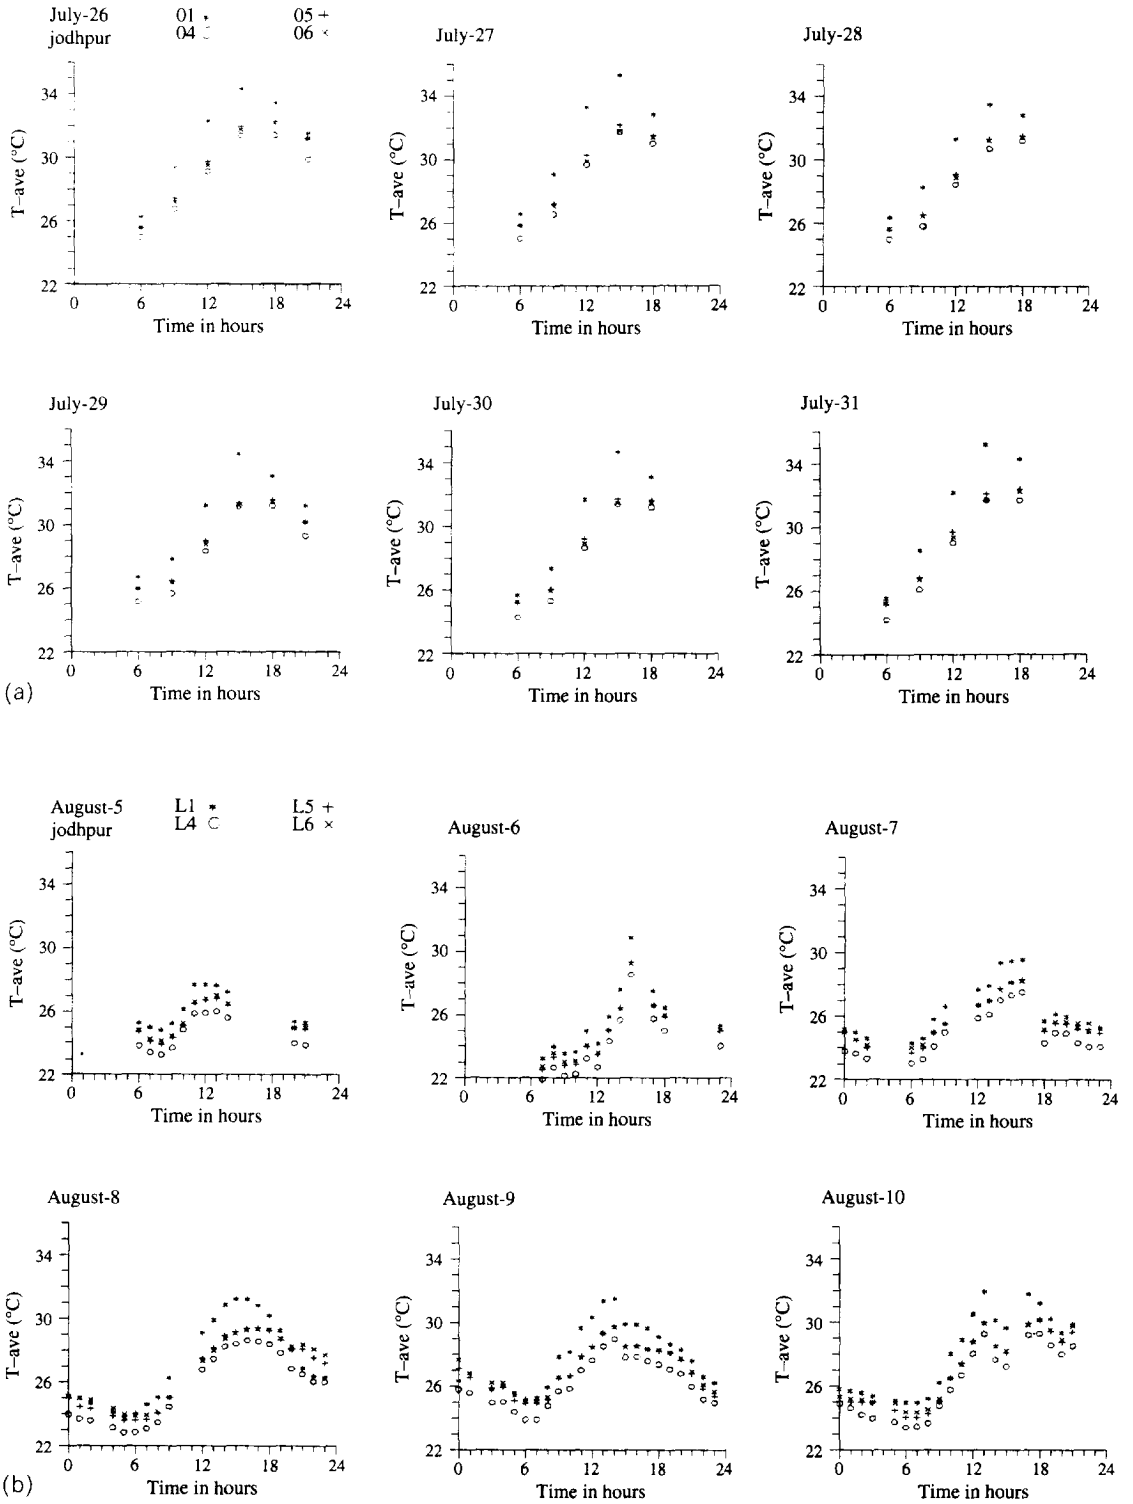 July-26 O1 * O5 +
jodhpur O4 ○ O6 ×
July-27
July-28
T-ave (°C)
34
30
26
22
0 6 12 18 24
Time in hours
T-ave (°C)
34
30
26
22
0 6 12 18 24
Time in hours
T-ave (°C)
34
30
26
22
0 6 12 18 24
Time in hours
July-29
July-30
July-31
T-ave (°C)
34
30
26
22
0 6 12 18 24
Time in hours
T-ave (°C)
34
30
26
22
0 6 12 18 24
Time in hours
T-ave (°C)
34
30
26
22
0 6 12 18 24
Time in hours
(a)
August-5 L1 * L5 +
jodhpur L4 ○ L6 ×
August-6
August-7
T-ave (°C)
34
30
26
22
0 6 12 18 24
Time in hours
T-ave (°C)
34
30
26
22
0 6 12 18 24
Time in hours
T-ave (°C)
34
30
26
22
0 6 12 18 24
Time in hours
August-8
August-9
August-10
T-ave (°C)
34
30
26
22
0 6 12 18 24
Time in hours
T-ave (°C)
34
30
26
22
0 6 12 18 24
Time in hours
T-ave (°C)
34
30
26
22
0 6 12 18 24
Time in hours
(b)